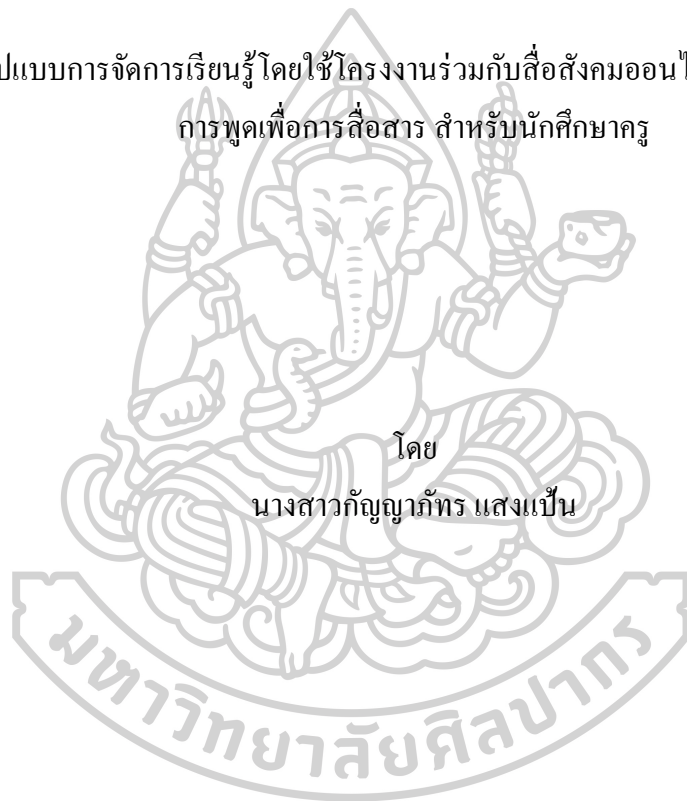 ปแบบการจัดการเรียนรู้โดยใช้โครงงานร่วมกับสื่อสังคมออนไ
การพูดเพื่อการสื่อสาร สำหรับนักศึกษาครู
โดย
นางสาวกัญญาภัทร แสงแป้น
มหาวิทยาลัยศิลปากร